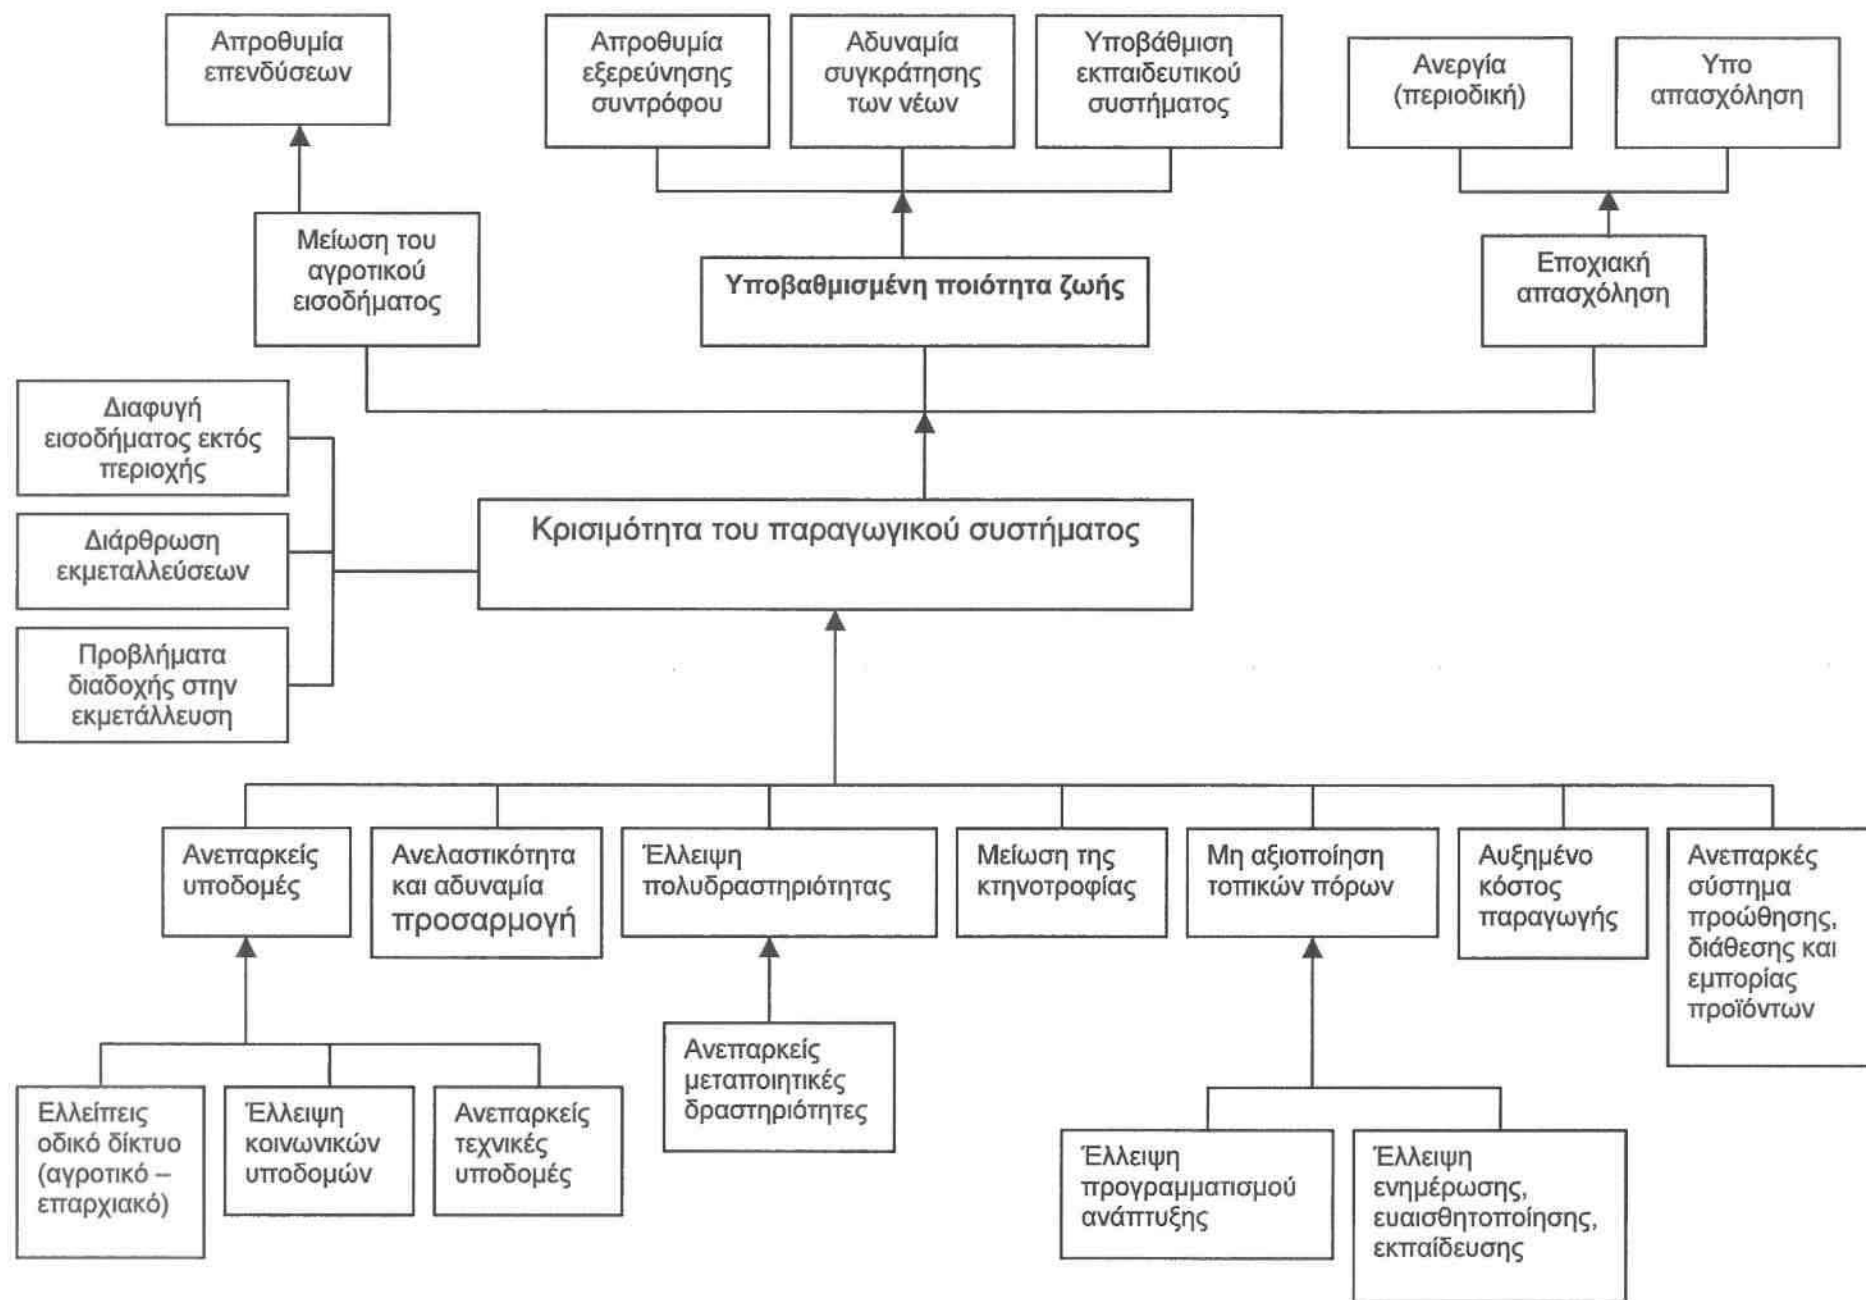 Απροθυμία
επενδύσεων
Απροθυμία
εξερεύνησης
συντρόφου
Αδυναμία
συγκράτησης
των νέων
Υποβάθμιση
εκπαιδευτικού
συστήματος
Ανεργία
(περιοδική)
Υπο
απασχόληση
Μείωση του
αγροτικού
εισοδήματος
Υποβαθμισμένη ποιότητα ζωής
Εποχιακή
απασχόληση
Διαφυγή
εισοδήματος εκτός
περιοχής
Διάρθρωση
εκμεταλλεύσεων
Προβλήματα
διαδοχής στην
εκμετάλλευση
Κρισιμότητα του παραγωγικού συστήματος
Ανεπαρκείς
υποδομές
Ανελαστικότητα
και αδυναμία
προσαρμογή
Έλλειψη
πολυδραστηριότητας
Μείωση της
κτηνοτροφίας
Μη αξιοποίηση
τοπικών πόρων
Αυξημένο
κόστος
παραγωγής
Ανεπαρκές
σύστημα
προώθησης,
διάθεσης και
εμπορίας
προϊόντων
Ελλείπεις
οδικό δίκτυο
(αγροτικό –
επαρχιακό)
Έλλειψη
κοινωνικών
υποδομών
Ανεπαρκείς
τεχνικές
υποδομές
Ανεπαρκείς
μεταποιητικές
δραστηριότητες
Έλλειψη
προγραμματισμού
ανάπτυξης
Έλλειψη
ενημέρωσης,
ευαισθητοποίησης,
εκπαίδευσης